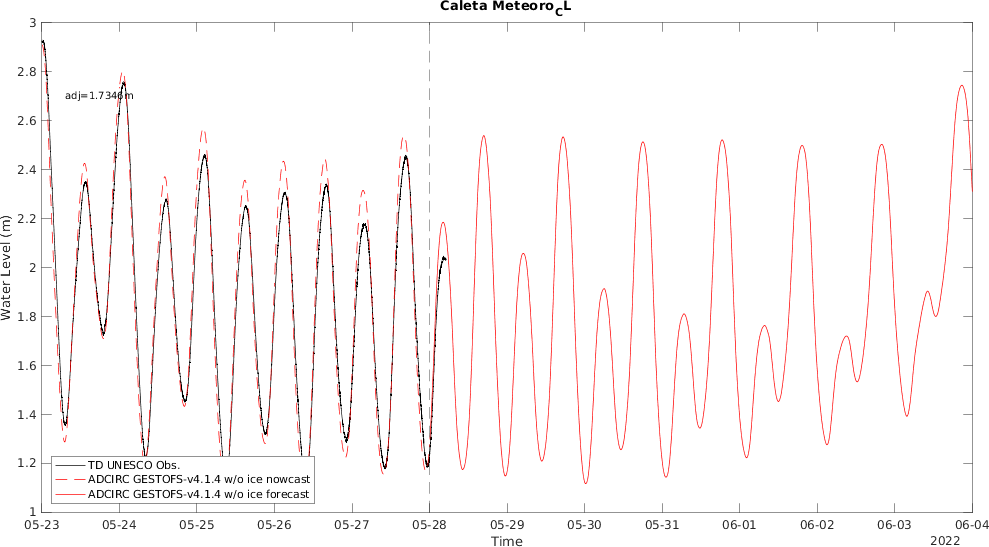 Caleta Meteoro_CL
3
2.8
adj=1.7346m
2.6
2.4
2.2
2
1.8
1.6
1.4
1.2
1
Water Level (m)
TD UNESCO Obs.
ADCIRC GESTOFS-v4.1.4 w/o ice nowcast
ADCIRC GESTOFS-v4.1.4 w/o ice forecast
05-23 05-24 05-25 05-26 05-27 05-28 05-29 05-30 05-31 06-01 06-02 06-03 06-04
Time
2022